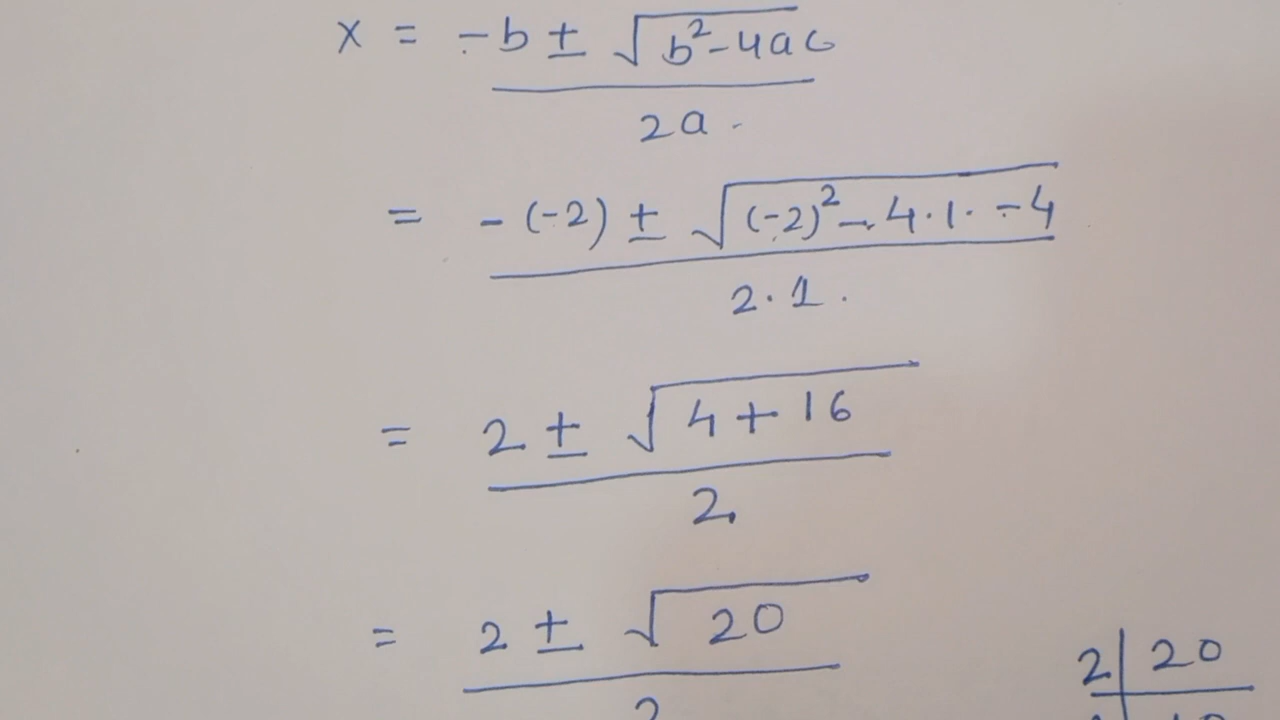 x = -b ± √b²-4ac
2a.
= -(-2) ± √(-2)²-4.1.-4
2.1.
= 2 ± √4+16
2
= 2 ± √20
2 | 20